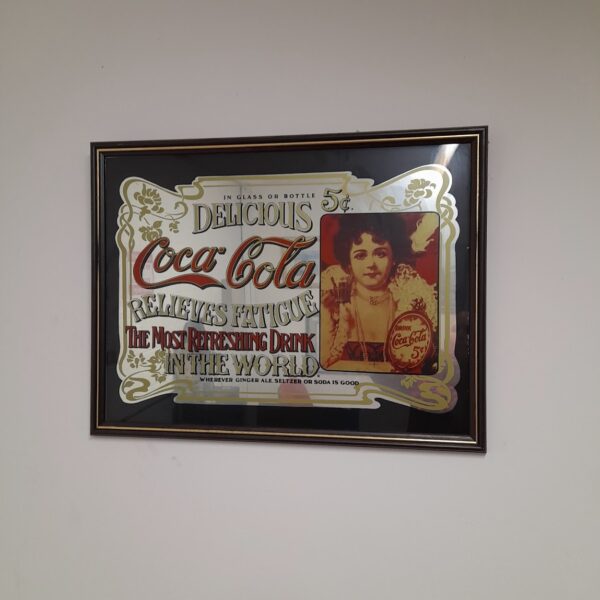 IN GLASS OR BOTTLE
5¢.
DELICIOUS
Coca-Cola
RELIEVES FATIGUE
THE MOST REFRESHING DRINK
IN THE WORLD.
WHEREVER GINGER ALE, SELTZER OR SODA IS GOOD
DRINK
Coca-Cola
5¢